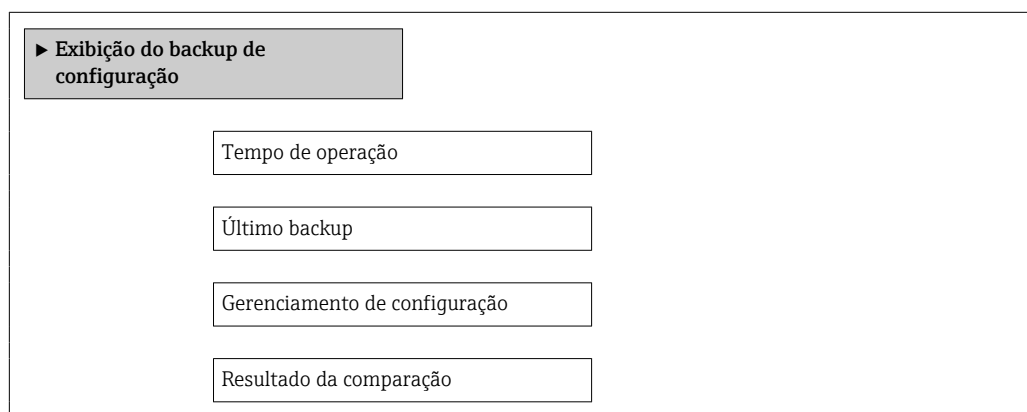 ▶ Exibição do backup de
configuração
Tempo de operação
Último backup
Gerenciamento de configuração
Resultado da comparação